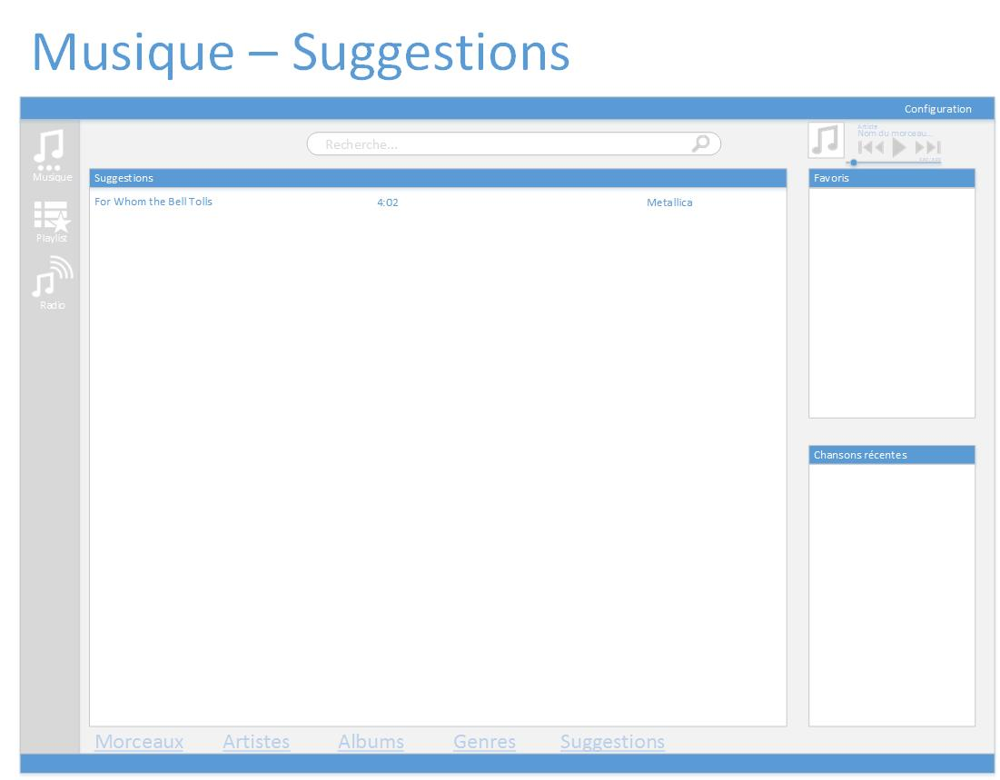 Musique – Suggestions
Configuration
Artiste
Nom du morceau...
Recherche...
Musique
Playlist
Radio
Suggestions
For Whom the Bell Tolls 4:02 Metallica
Favoris
Chansons récentes
Morceaux Artistes Albums Genres Suggestions